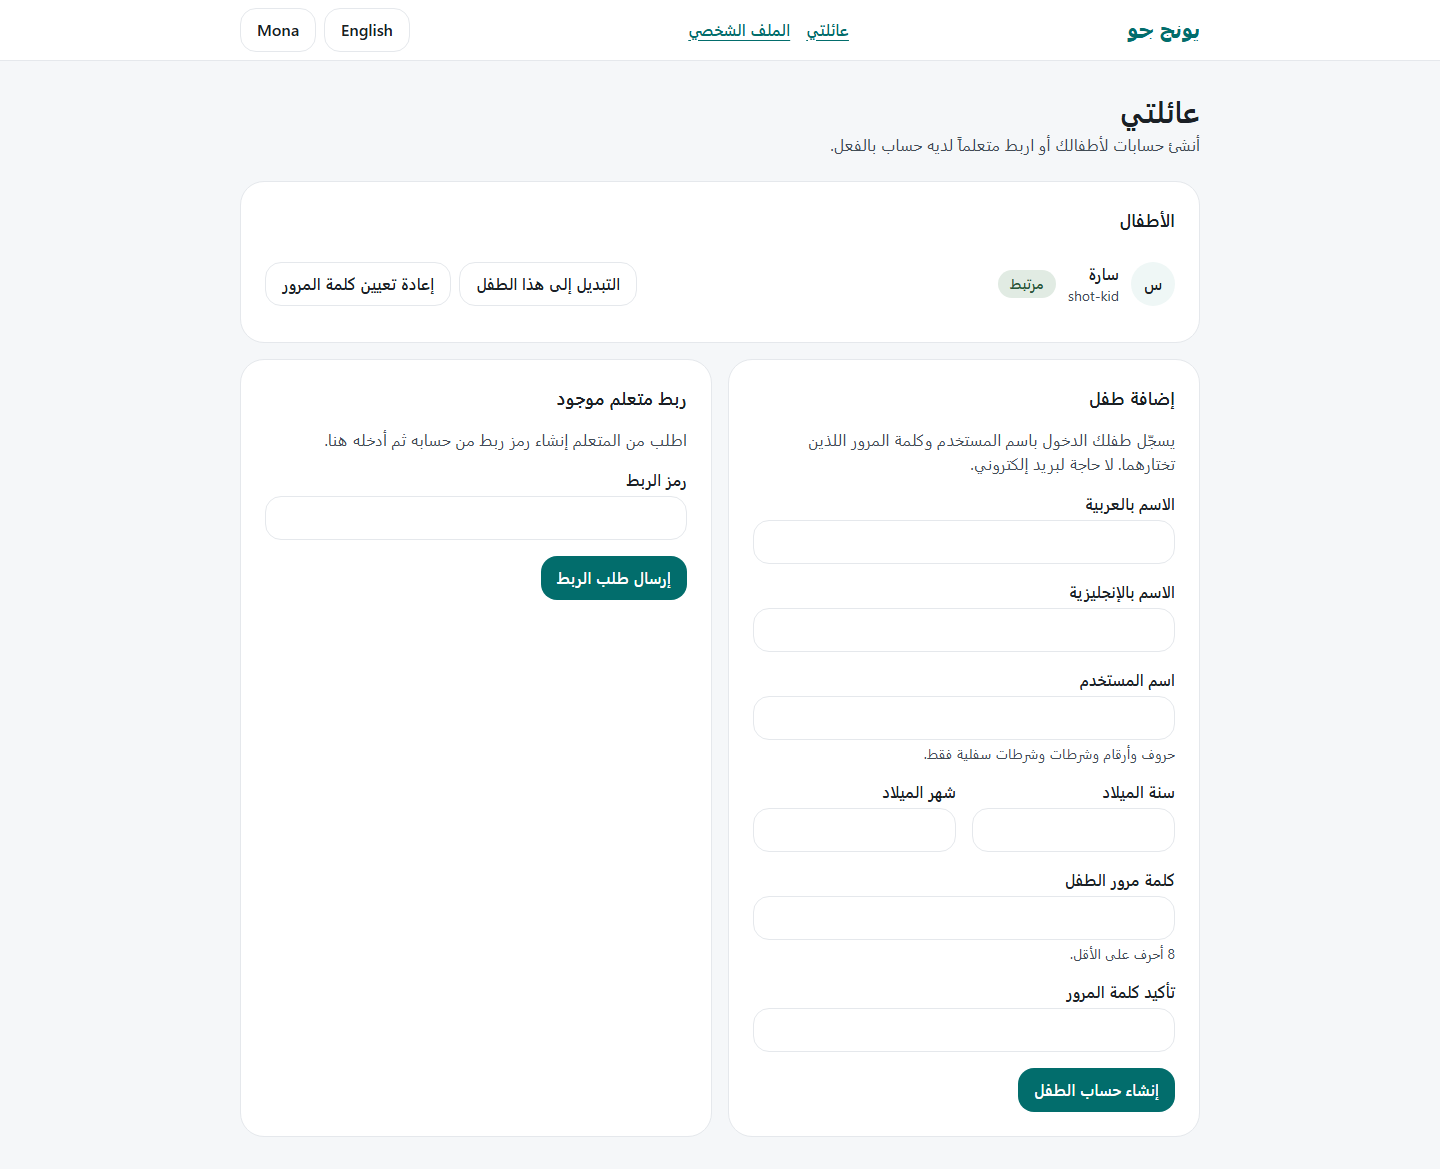 يونج جو
عائلتي
الملف الشخصي
English
Mona
عائلتي
أنشئ حسابات لأطفالك أو اربط متعلماً لديه حساب بالفعل.
الأطفال
س
سارة
shot-kid
مرتبط
التبديل إلى هذا الطفل
إعادة تعيين كلمة المرور
إضافة طفل
يسجّل طفلك الدخول باسم المستخدم وكلمة المرور اللذين
تختارهما. لا حاجة لبريد إلكتروني.
الاسم بالعربية
الاسم بالإنجليزية
اسم المستخدم
حروف وأرقام وشرطات وشرطات سفلية فقط.
سنة الميلاد
شهر الميلاد
كلمة مرور الطفل
8 أحرف على الأقل.
تأكيد كلمة المرور
إنشاء حساب الطفل
ربط متعلم موجود
اطلب من المتعلم إنشاء رمز ربط من حسابه ثم أدخله هنا.
رمز الربط
إرسال طلب الربط